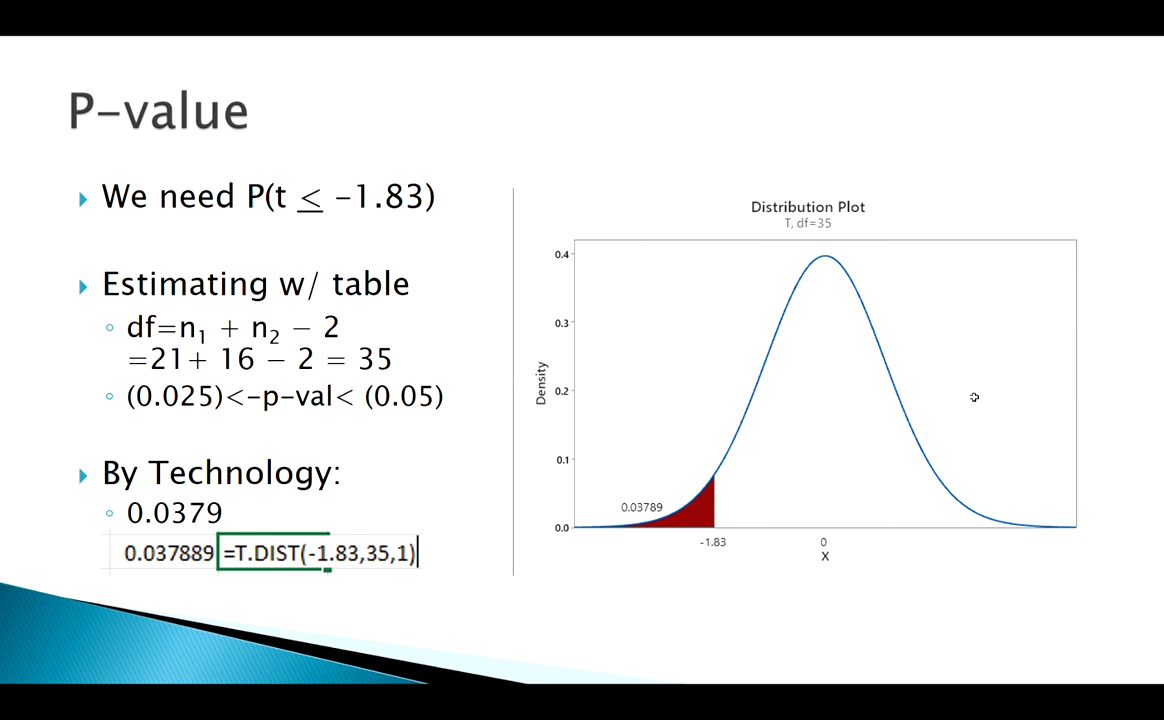 P-value
We need P(t ≤ -1.83)
Estimating w/ table
df=n₁ + n₂ − 2
=21+ 16 − 2 = 35
(0.025)<-p-val< (0.05)
By Technology:
0.0379
0.037889 =T.DIST(-1.83,35,1)
Distribution Plot
T, df=35
0.4
0.3
0.2
0.1
0.0
Density
0.03789
-1.83 0
X